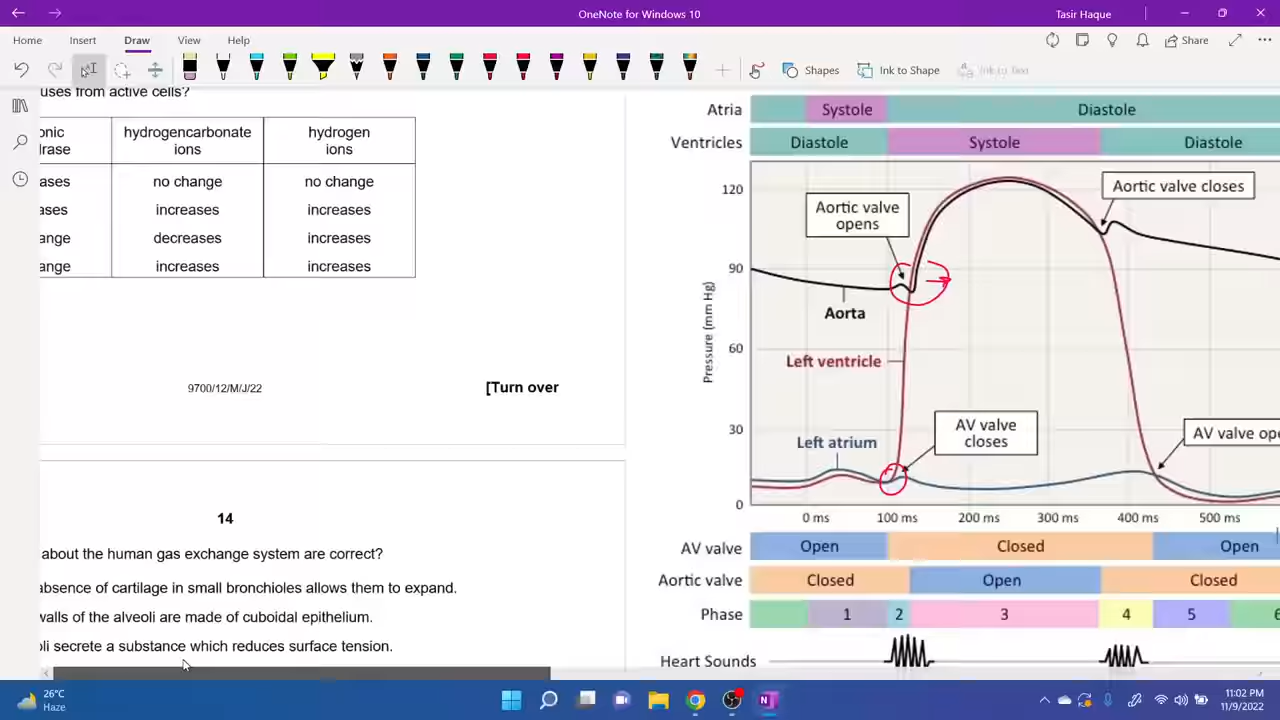 OneNote for Windows 10
Tasir Haque
Home
Insert
Draw
View
Help
Share
Shapes
Ink to Shape
Ink to Text
uses from active cells?
onic
drase
hydrogencarbonate
ions
hydrogen
ions
ases
no change
no change
ases
increases
increases
ange
decreases
increases
ange
increases
increases
9700/12/M/J/22
[Turn over
14
about the human gas exchange system are correct?
absence of cartilage in small bronchioles allows them to expand.
walls of the alveoli are made of cuboidal epithelium.
oli secrete a substance which reduces surface tension.
Atria
Systole
Diastole
Ventricles
Diastole
Systole
Diastole
Pressure (mm Hg)
120
90
60
30
0
Aortic valve
opens
Aortic valve closes
Aorta
Left ventricle
Left atrium
AV valve
closes
AV valve ope
0 ms
100 ms
200 ms
300 ms
400 ms
500 ms
AV valve
Open
Closed
Open
Aortic valve
Closed
Open
Closed
Phase
1
2
3
4
5
6
Heart Sounds
26°C
Haze
11:02 PM
11/9/2022